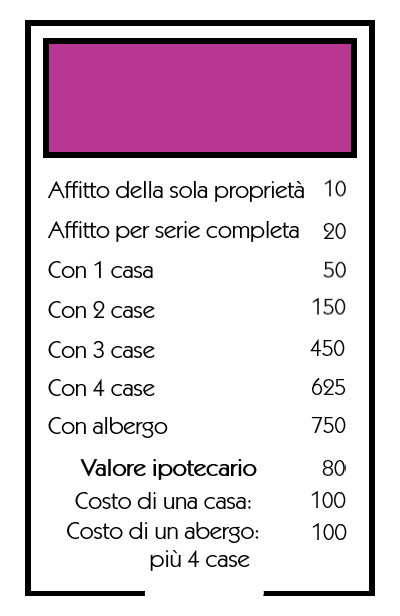 Affitto della sola proprietà 10
Affitto per serie completa 20
Con 1 casa 50
Con 2 case 150
Con 3 case 450
Con 4 case 625
Con albergo 750
Valore ipotecario 80
Costo di una casa: 100
Costo di un abergo: 100
più 4 case